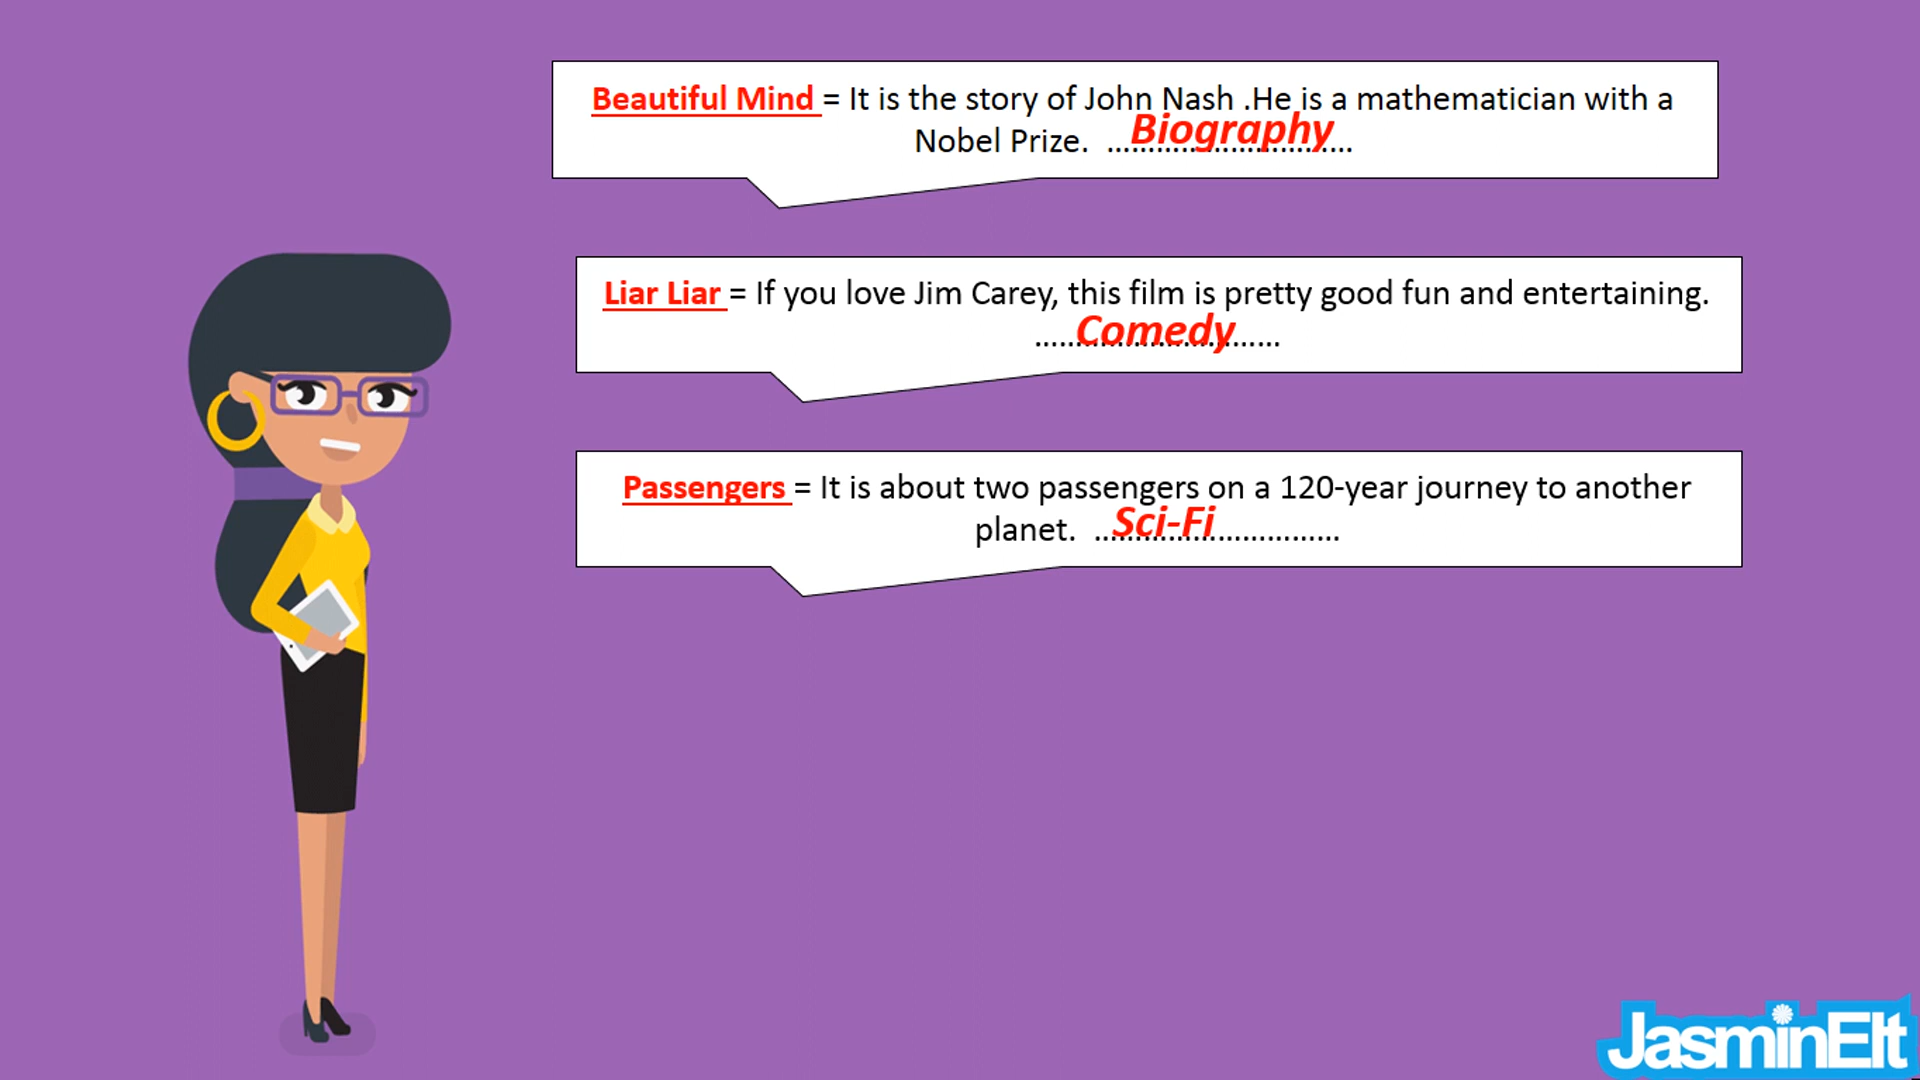 Beautiful Mind = It is the story of John Nash .He is a mathematician with a
Nobel Prize. .............................. Biography
Liar Liar = If you love Jim Carey, this film is pretty good fun and entertaining.
.............................. Comedy
Passengers = It is about two passengers on a 120-year journey to another
planet. .............................. Sci-Fi
JasminElt